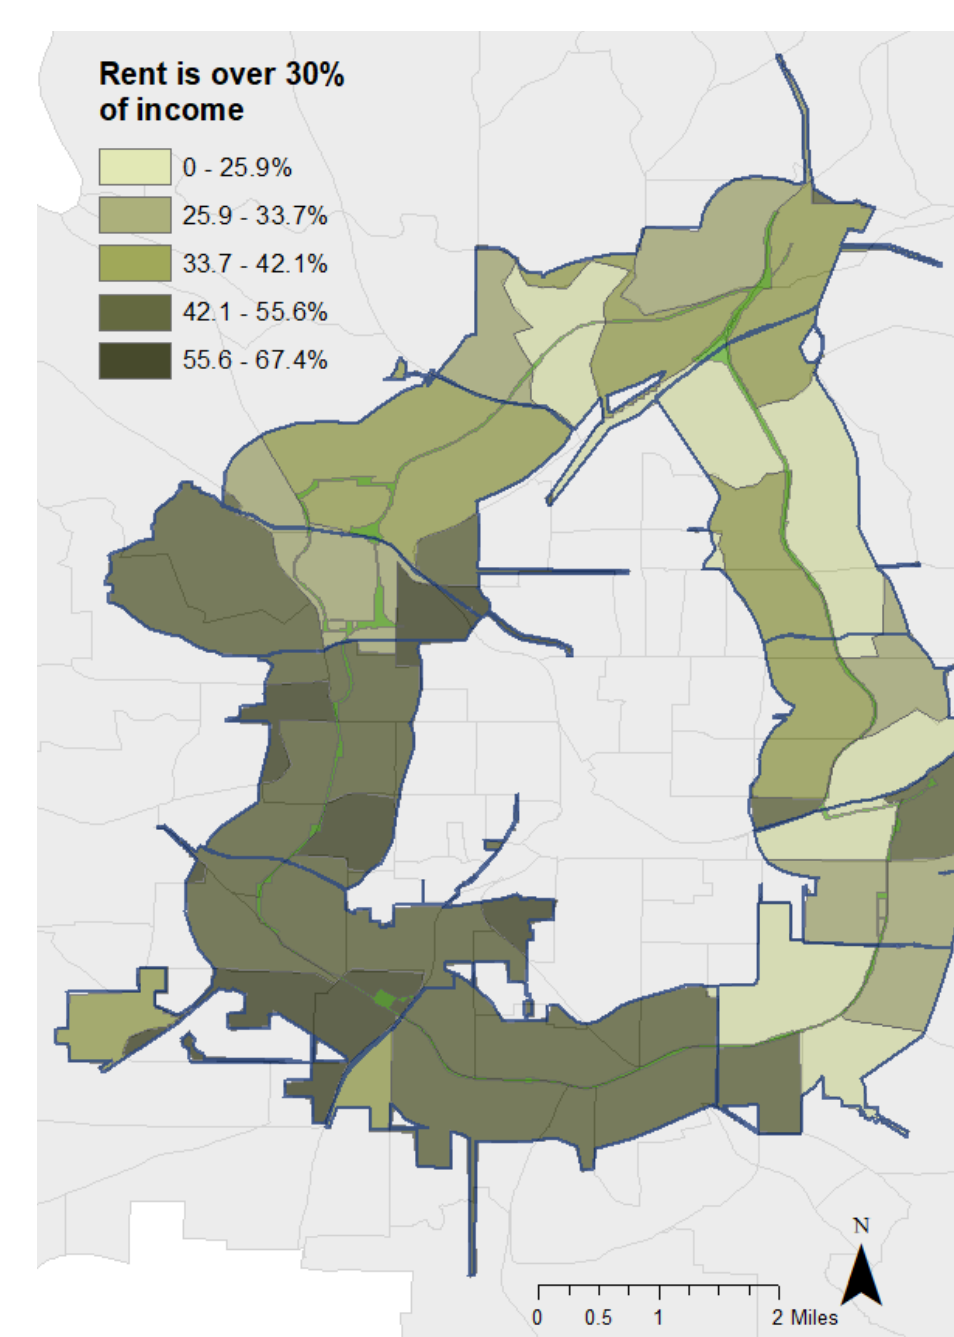 Rent is over 30%
of income
0 - 25.9%
25.9 - 33.7%
33.7 - 42.1%
42.1 - 55.6%
55.6 - 67.4%
N
0 0.5 1 2 Miles